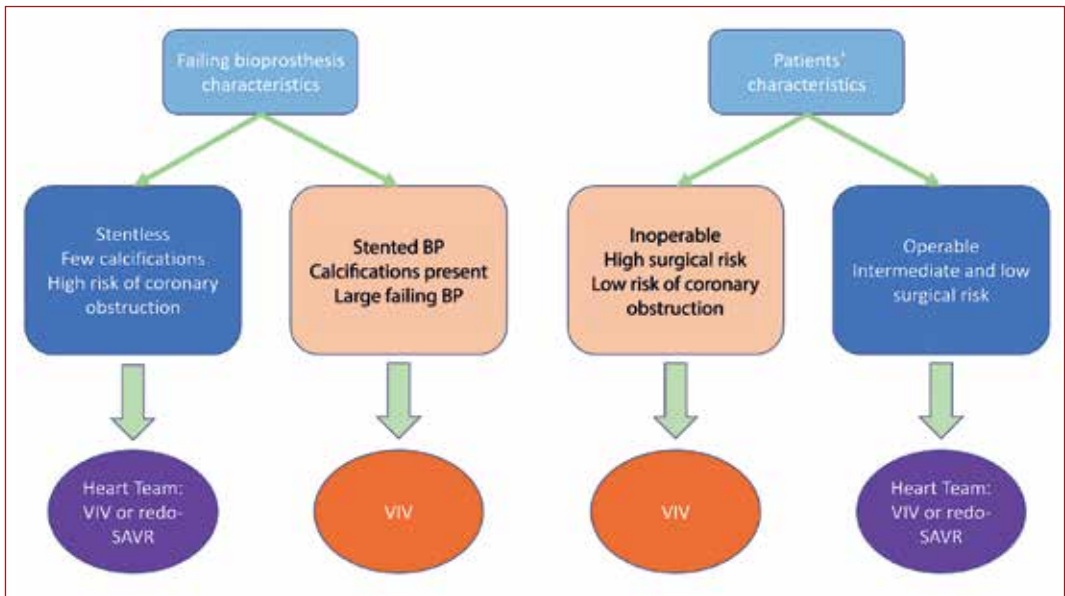 Failing bioprosthesis
characteristics
Patients'
characteristics
Stentless
Few calcifications
High risk of coronary
obstruction
Stented BP
Calcifications present
Large failing BP
Inoperable
High surgical risk
Low risk of coronary
obstruction
Operable
Intermediate and low
surgical risk
Heart Team:
VIV or redo-
SAVR
VIV
VIV
Heart Team:
VIV or redo-
SAVR